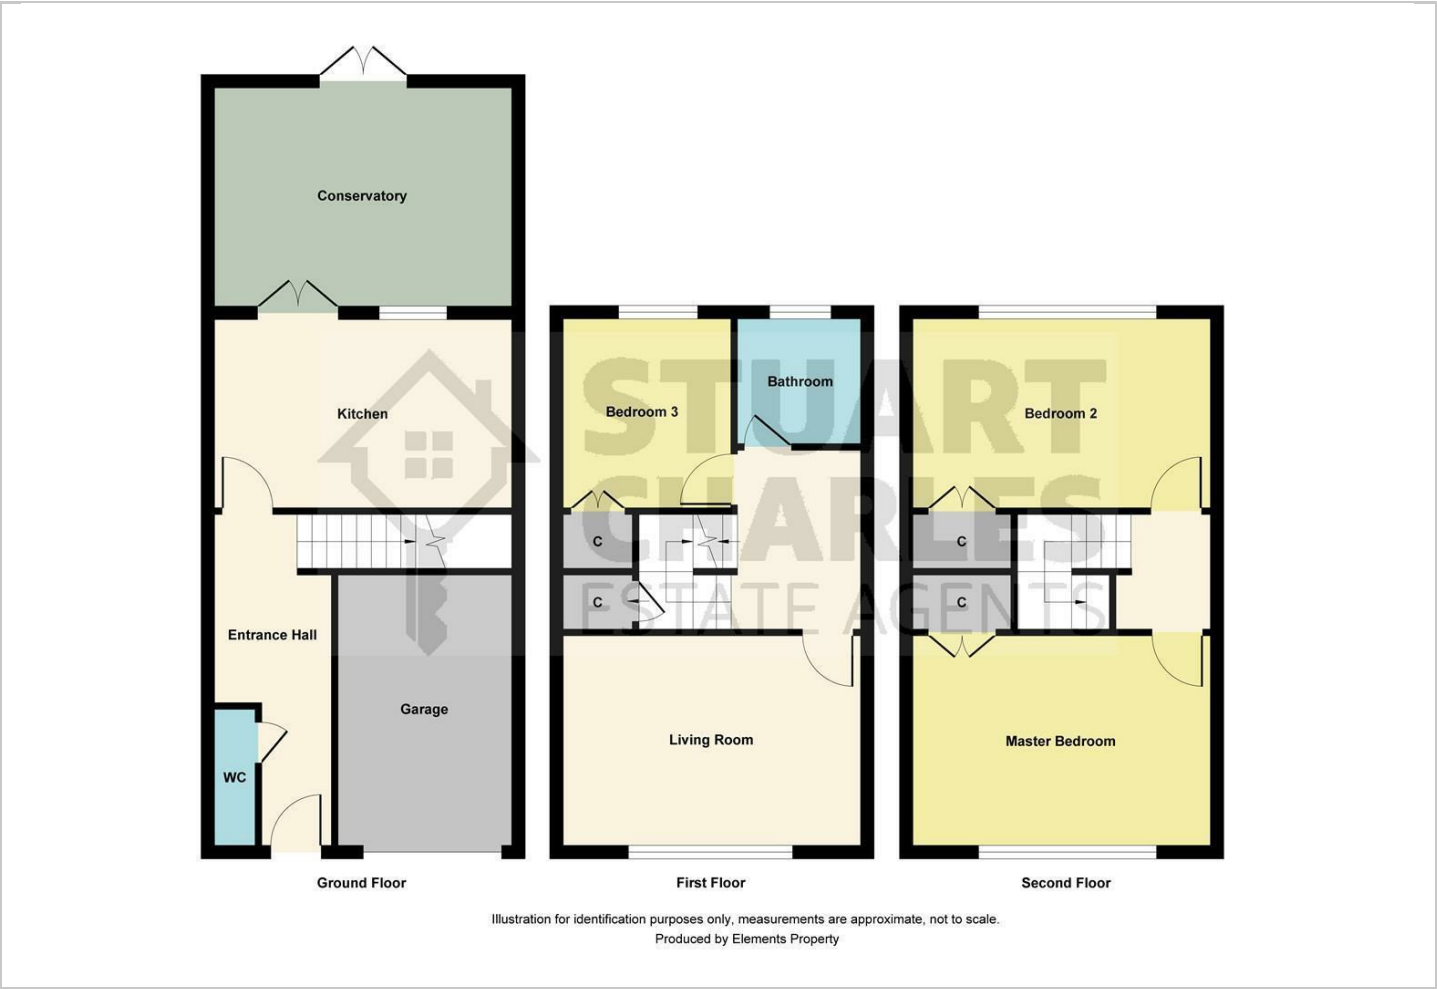 Conservatory
Kitchen
Entrance Hall
Garage
WC
Ground Floor
Bedroom 3
Bathroom
C
C
Living Room
First Floor
Bedroom 2
C
C
Master Bedroom
Second Floor
STUART
CHARLES
ESTATE AGENTS
Illustration for identification purposes only, measurements are approximate, not to scale.
Produced by Elements Property